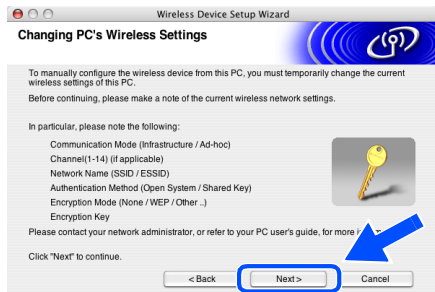 Wireless Device Setup Wizard
Changing PC's Wireless Settings
To manually configure the wireless device from this PC, you must temporarily change the current
wireless settings of this PC.
Before continuing, please make a note of the current wireless network settings.
In particular, please note the following:
Communication Mode (Infrastructure / Ad-hoc)
Channel(1-14) (if applicable)
Network Name (SSID / ESSID)
Authentication Method (Open System / Shared Key)
Encryption Mode (None / WEP / Other ..)
Encryption Key
Please contact your network administrator, or refer to your PC user's guide, for more
Click "Next" to continue.
< Back Next > Cancel